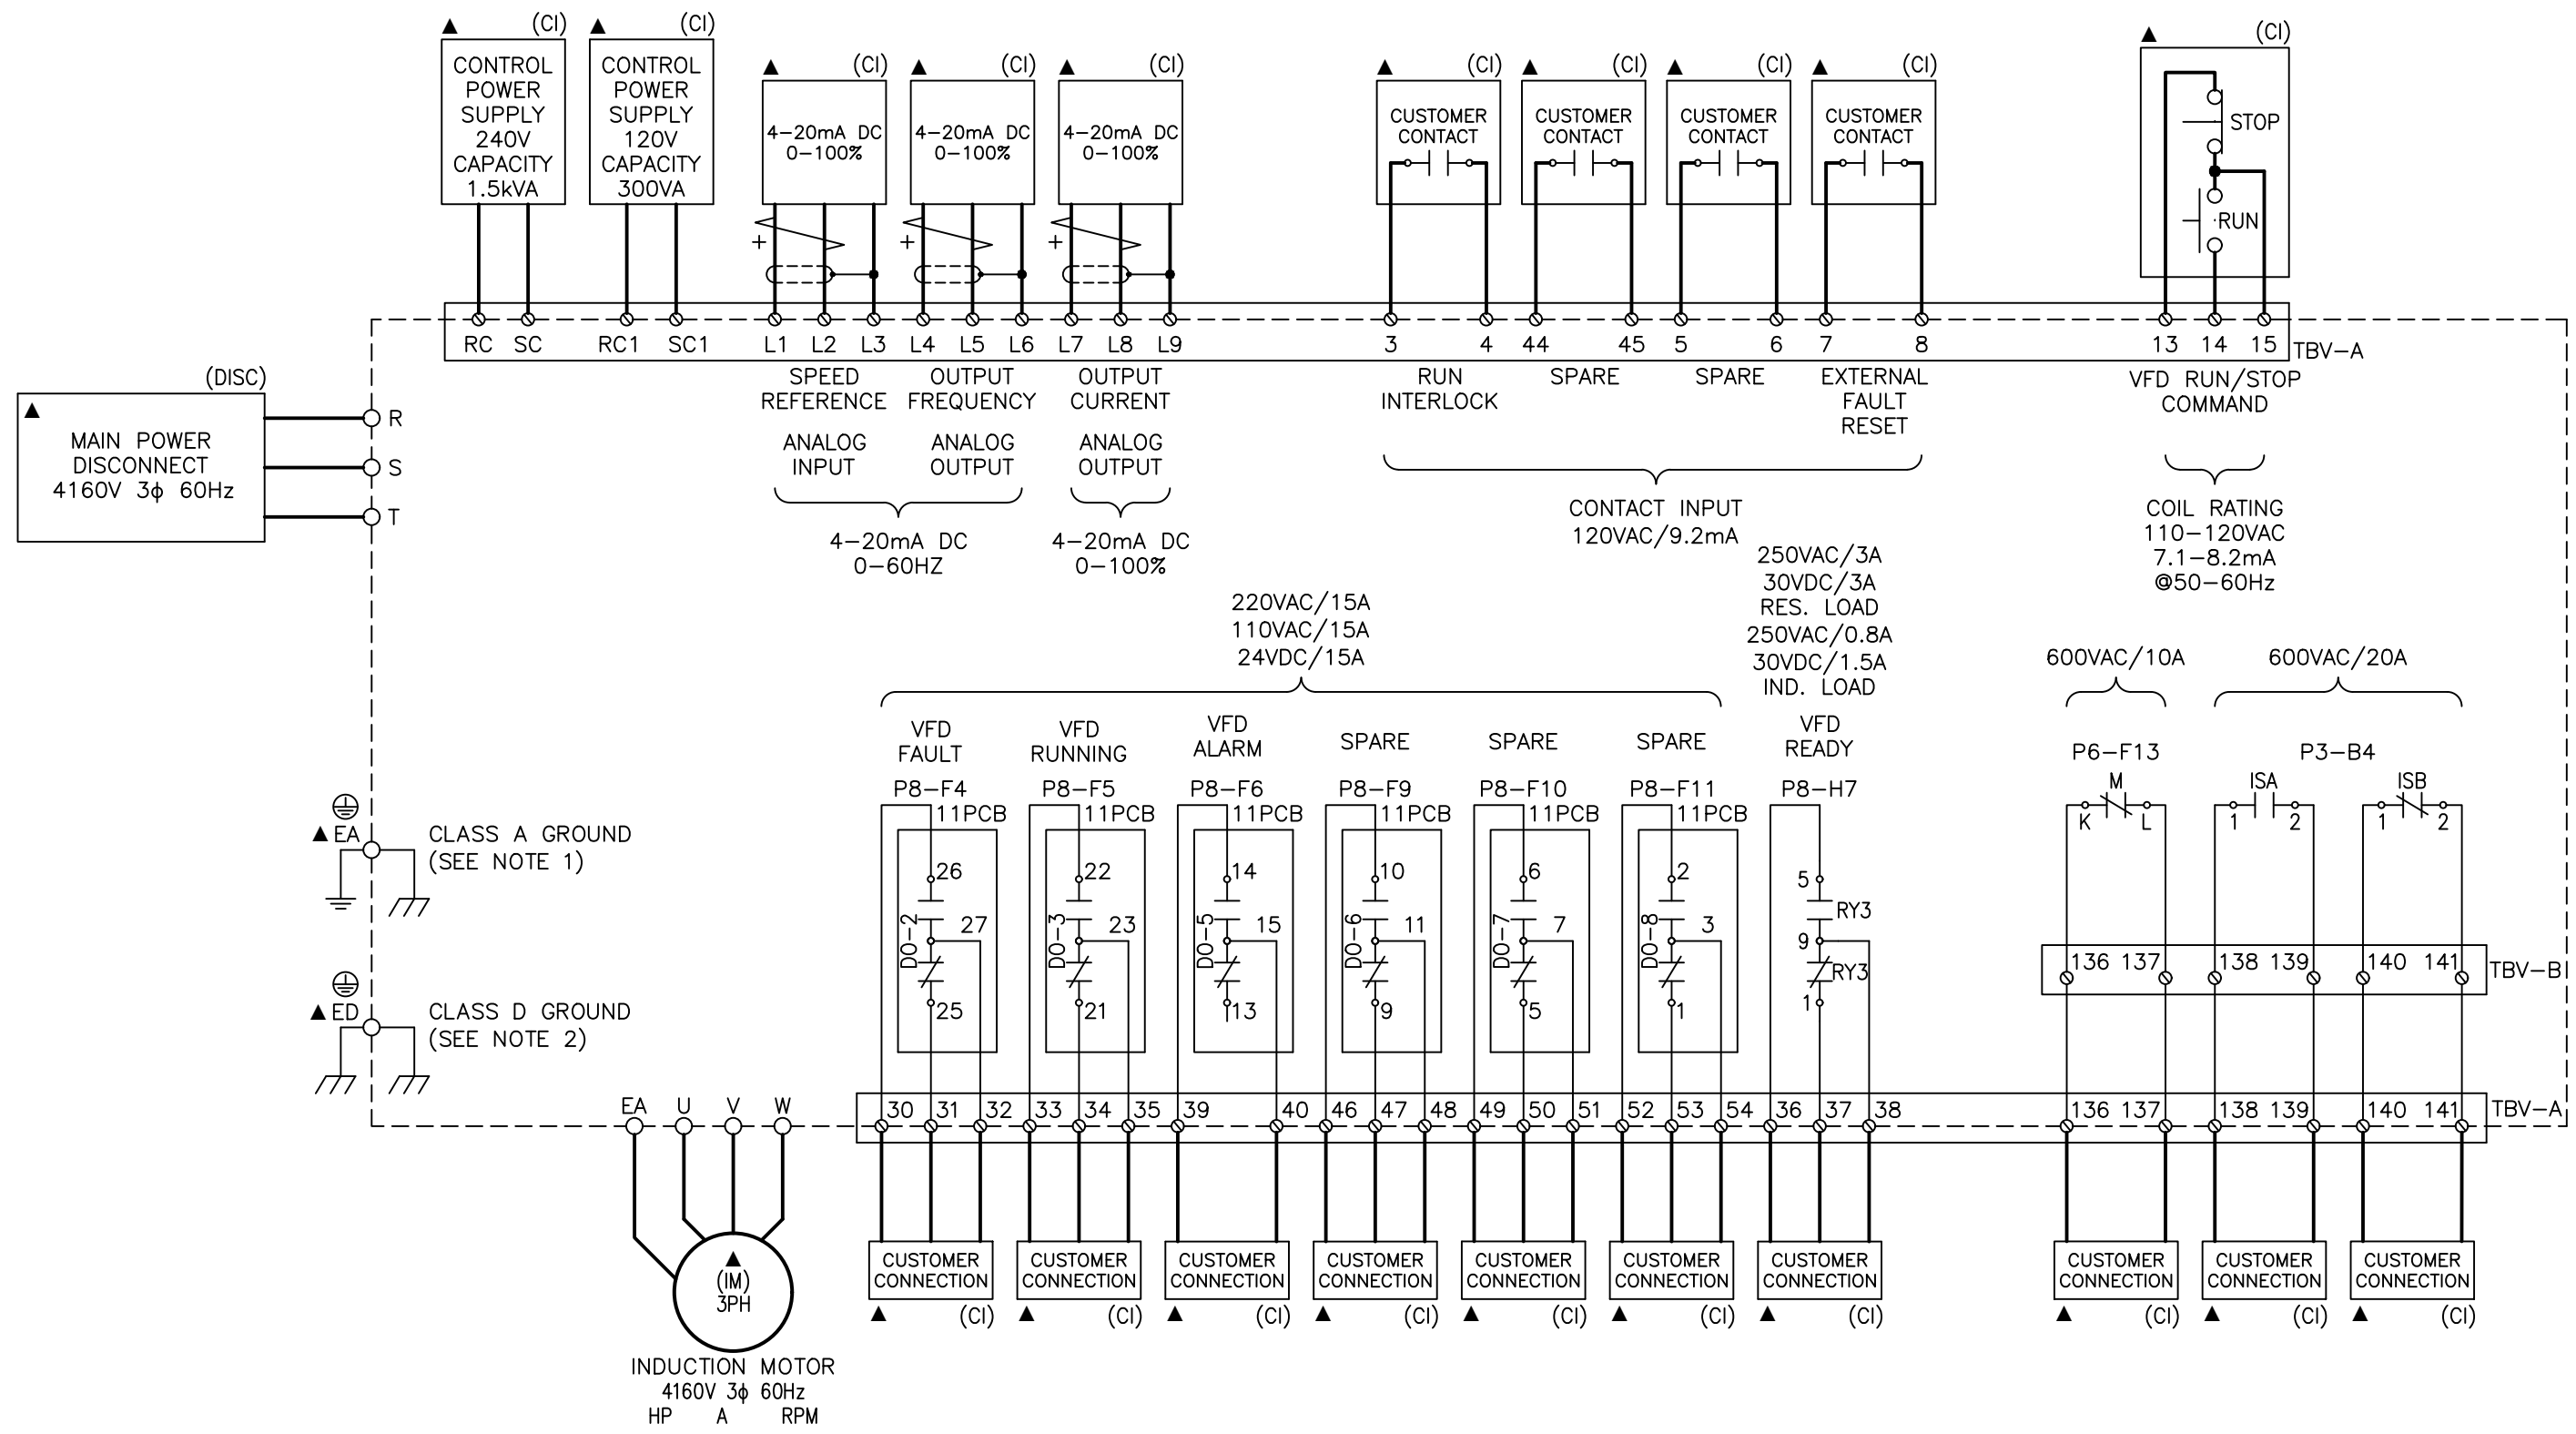 (CI)
CONTROL
POWER
SUPPLY
240V
CAPACITY
1.5kVA
(CI)
CONTROL
POWER
SUPPLY
120V
CAPACITY
300VA
(CI)
4-20mA DC
0-100%
+
(CI)
4-20mA DC
0-100%
+
(CI)
4-20mA DC
0-100%
+
(CI)
CUSTOMER
CONTACT
(CI)
CUSTOMER
CONTACT
(CI)
CUSTOMER
CONTACT
(CI)
CUSTOMER
CONTACT
(CI)
STOP
RUN
RC SC RC1 SC1 L1 L2 L3 L4 L5 L6 L7 L8 L9 3 4 44 45 5 6 7 8 13 14 15 TBV-A
SPEED
REFERENCE
ANALOG
INPUT
OUTPUT
FREQUENCY
ANALOG
OUTPUT
4-20mA DC
0-60HZ
OUTPUT
CURRENT
ANALOG
OUTPUT
4-20mA DC
0-100%
RUN
INTERLOCK
SPARE
SPARE
EXTERNAL
FAULT
RESET
CONTACT INPUT
120VAC/9.2mA
VFD RUN/STOP
COMMAND
COIL RATING
110-120VAC
7.1-8.2mA
@50-60Hz
(DISC)
MAIN POWER
DISCONNECT
4160V 3ϕ 60Hz
R
S
T
220VAC/15A
110VAC/15A
24VDC/15A
250VAC/3A
30VDC/3A
RES. LOAD
250VAC/0.8A
30VDC/1.5A
IND. LOAD
600VAC/10A
600VAC/20A
EA
CLASS A GROUND
(SEE NOTE 1)
ED
CLASS D GROUND
(SEE NOTE 2)
VFD
FAULT
P8-F4
11PCB
26
DO-2
27
25
VFD
RUNNING
P8-F5
11PCB
22
DO-3
23
21
VFD
ALARM
P8-F6
11PCB
14
DO-5
15
13
SPARE
P8-F9
11PCB
10
DO-6
11
9
SPARE
P8-F10
11PCB
6
DO-7
7
5
SPARE
P8-F11
11PCB
2
DO-8
3
1
VFD
READY
P8-H7
5
RY3
9
RY3
1
P6-F13
M
K L
P3-B4
ISA
1 2
ISB
1 2
136 137 138 139 140 141 TBV-B
30 31 32 33 34 35 39 40 46 47 48 49 50 51 52 53 54 36 37 38 136 137 138 139 140 141 TBV-A
EA U V W
(IM)
3PH
INDUCTION MOTOR
4160V 3ϕ 60Hz
HP A RPM
CUSTOMER
CONNECTION
(CI)
CUSTOMER
CONNECTION
(CI)
CUSTOMER
CONNECTION
(CI)
CUSTOMER
CONNECTION
(CI)
CUSTOMER
CONNECTION
(CI)
CUSTOMER
CONNECTION
(CI)
CUSTOMER
CONNECTION
(CI)
CUSTOMER
CONNECTION
(CI)
CUSTOMER
CONNECTION
(CI)
CUSTOMER
CONNECTION
(CI)